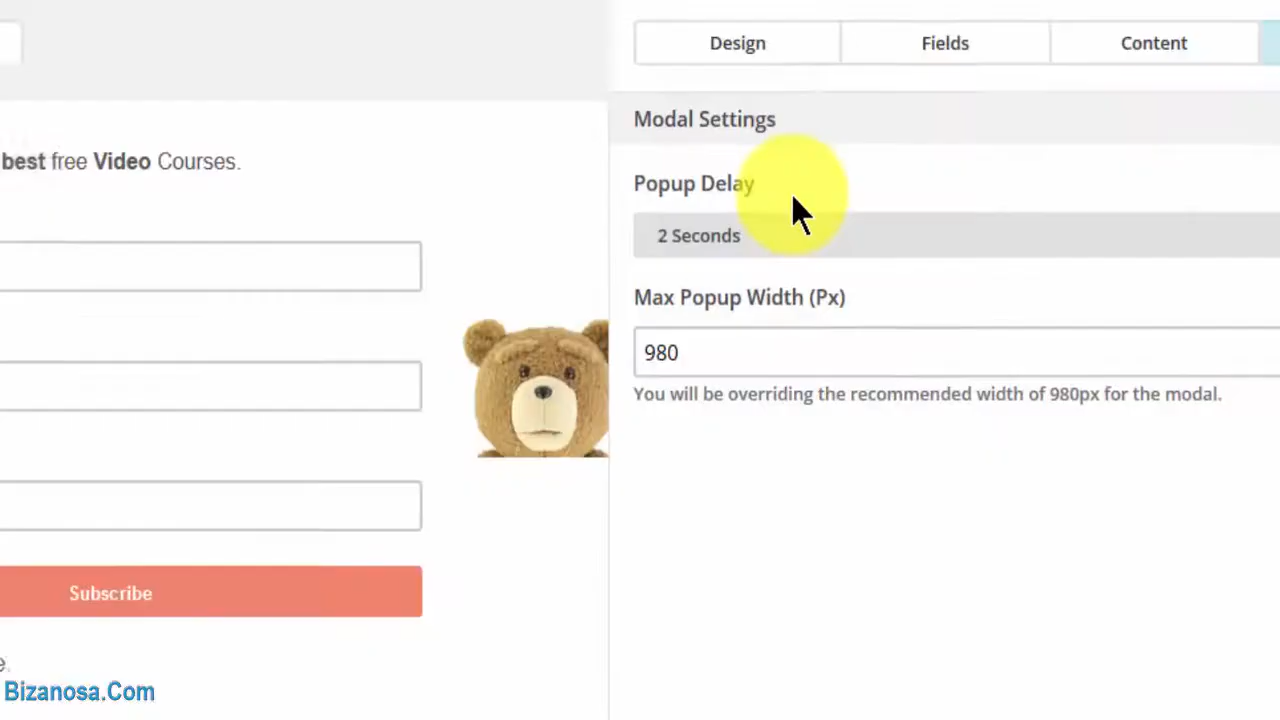 Design
Fields
Content
Modal Settings
best free Video Courses.
Popup Delay
2 Seconds
Max Popup Width (Px)
980
You will be overriding the recommended width of 980px for the modal.
Subscribe
e.
Bizanosa.Com